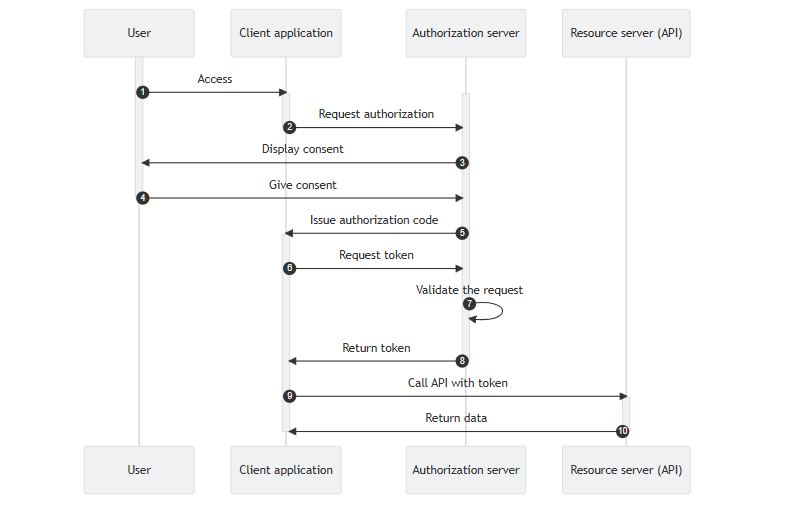 User
Client application
Authorization server
Resource server (API)
Access
1
Request authorization
2
Display consent
3
Give consent
4
Issue authorization code
5
Request token
6
Validate the request
7
Return token
8
Call API with token
9
Return data
10
User
Client application
Authorization server
Resource server (API)